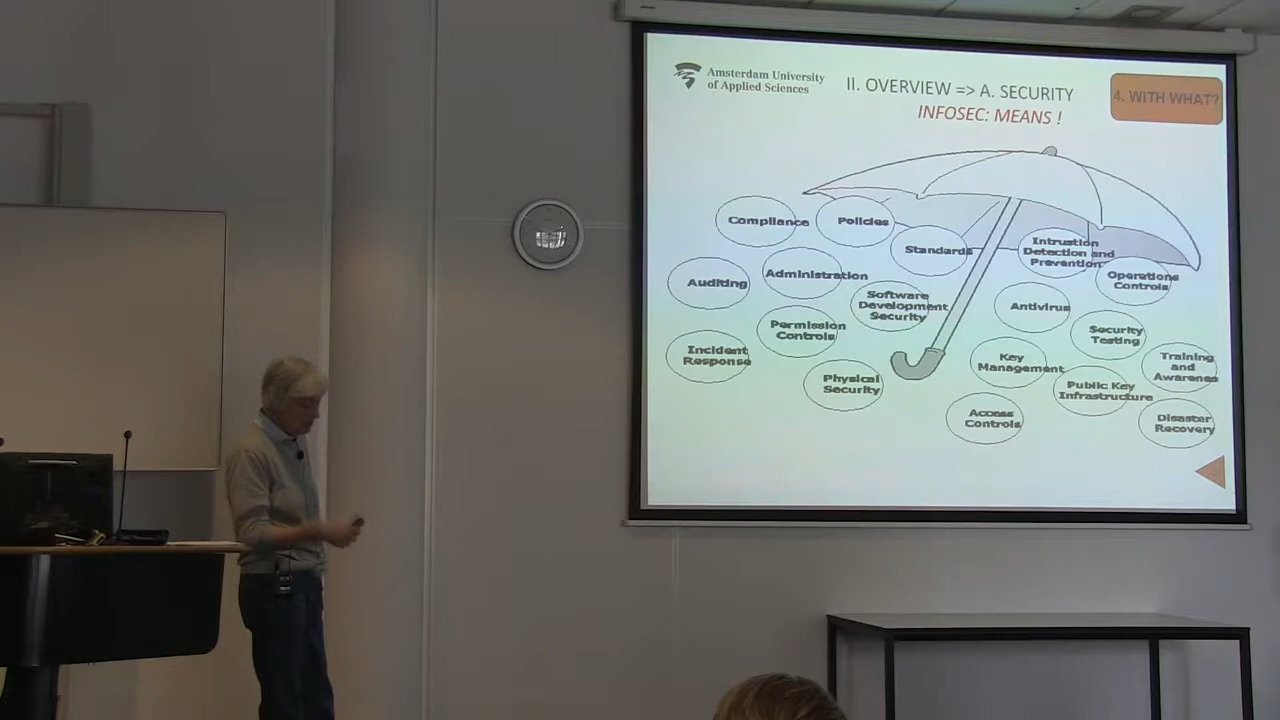 Amsterdam University
of Applied Sciences
II. OVERVIEW => A. SECURITY
INFOSEC: MEANS !
4. WITH WHAT?
Compliance
Policies
Standards
Intrustion
Detection and
Prevention
Operations
Controls
Auditing
Administration
Software
Development
Security
Antivirus
Permission
Controls
Security
Testing
Incident
Response
Physical
Security
Key
Management
Public Key
Infrastructure
Training
and
Awarenes
Access
Controls
Disaster
Recovery